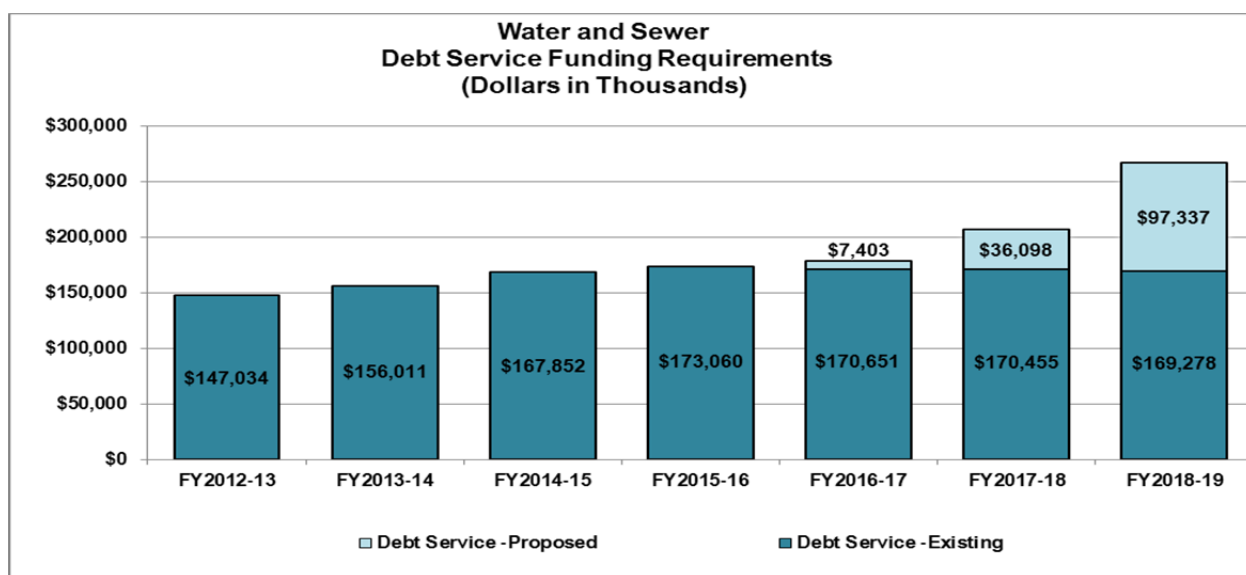 Water and Sewer
Debt Service Funding Requirements
(Dollars in Thousands)
$300,000
$250,000
$200,000
$150,000
$100,000
$50,000
$0
$97,337
$7,403
$36,098
$147,034
$156,011
$167,852
$173,060
$170,651
$170,455
$169,278
FY2012-13
FY2013-14
FY2014-15
FY2015-16
FY2016-17
FY2017-18
FY2018-19
Debt Service -Proposed
Debt Service -Existing